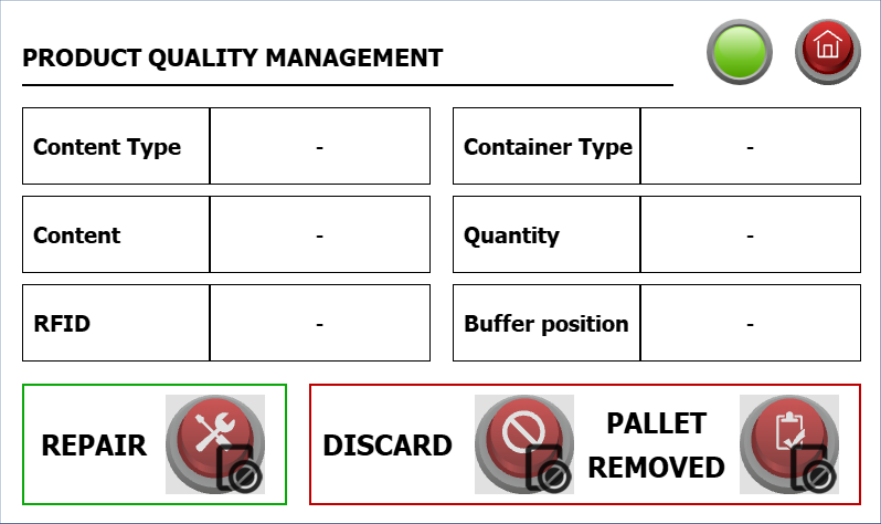 PRODUCT QUALITY MANAGEMENT
Content Type - Container Type -
Content - Quantity -
RFID - Buffer position -
REPAIR DISCARD PALLET
REMOVED